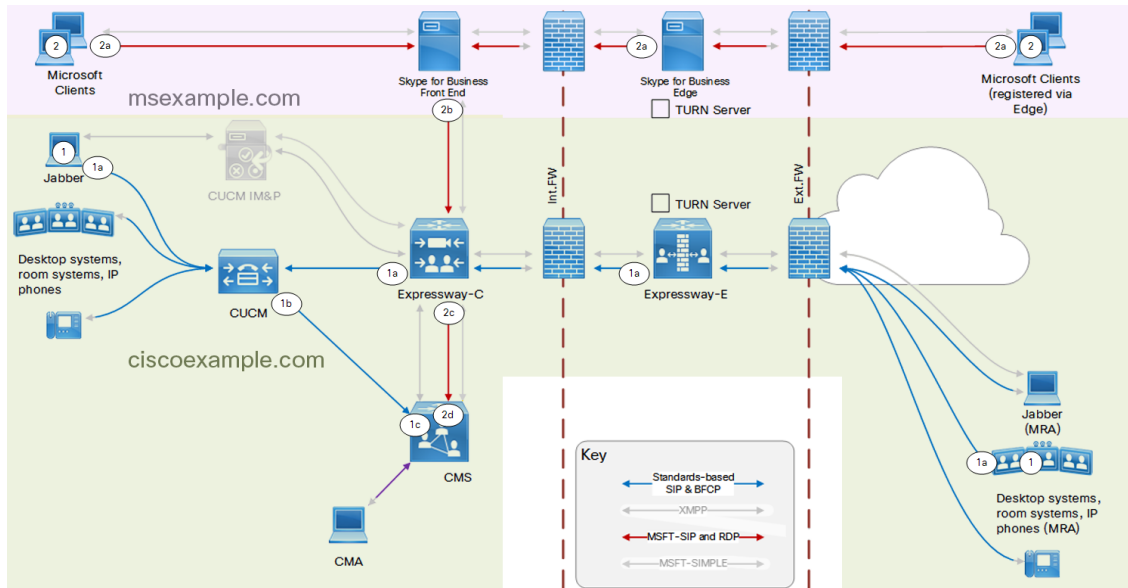 2
2a
2b
2a
2a
2
Microsoft
Clients
Skype for Business
Front End
Skype for Business
Edge
Microsoft Clients
(registered via
Edge)
msexample.com
TURN Server
1
1a
Jabber
CUCM IM&P
Int.FW
Ext.FW
TURN Server
Desktop systems,
room systems, IP
phones
1a
1a
Expressway-C
Expressway-E
CUCM
1b
2c
ciscoexample.com
1c
2d
CMS
CMA
Jabber
(MRA)
1a
1
Desktop systems,
room systems, IP
phones (MRA)
Key
Standards-based
SIP & BFCP
XMPP
MSFT-SIP and RDP
MSFT-SIMPLE